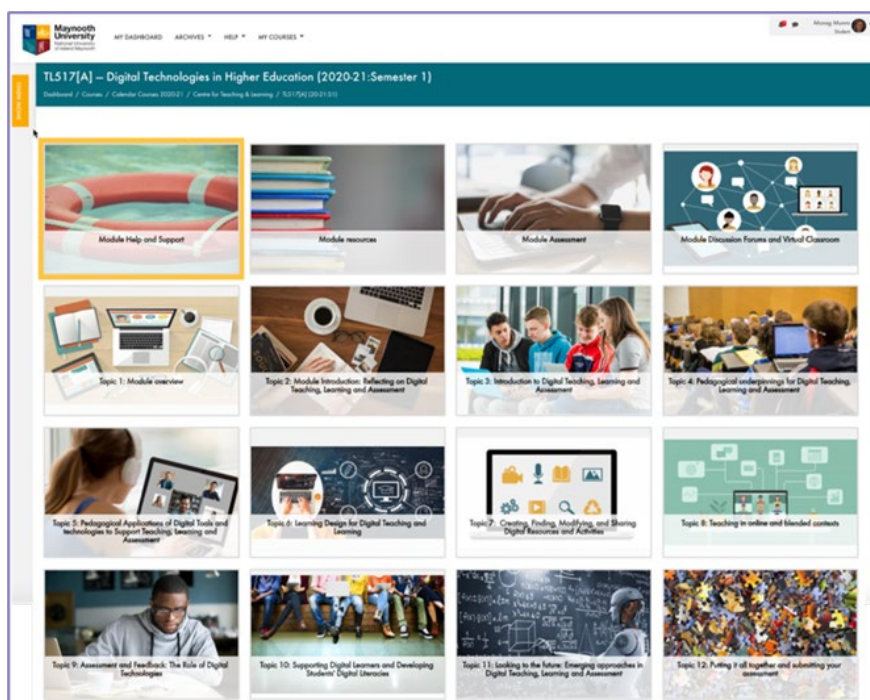 Maynooth
University
National University
of Ireland Maynooth
MY DASHBOARD ARCHIVES HELP MY COURSES
Student
SHOW MENU
TL517[A] – Digital Technologies in Higher Education (2020-21:Semester 1)
Dashboard / Courses / Calendar Courses 2020-21 / Centre for Teaching & Learning / TL517[A] (20-21:S1)
Module Help and Support
Module resources
Module Assessment
Module Discussion Forums and Virtual Classroom
Topic 1: Module overview
Topic 2: Module Introduction: Reflecting on Digital
Teaching, Learning and Assessment
Topic 3: Introduction to Digital Teaching, Learning and
Assessment
Topic 4: Pedagogical underpinnings for Digital Teaching,
Learning and Assessment
Topic 5: Pedagogical Applications of Digital Tools and
technologies to Support Teaching, Learning and
Assessment
Topic 6: Learning Design for Digital Teaching and
Learning
Topic 7: Creating, Finding, Modifying, and Sharing
Digital Resources and Activities
Topic 8: Teaching in online and blended contexts
Topic 9: Assessment and Feedback: The Role of Digital
Technologies
Topic 10: Supporting Digital Learners and Developing
Students' Digital Literacies
Topic 11: Looking to the future: Emerging approaches in
Digital Teaching, Learning and Assessment
Topic 12: Putting it all together and submitting your
assessment